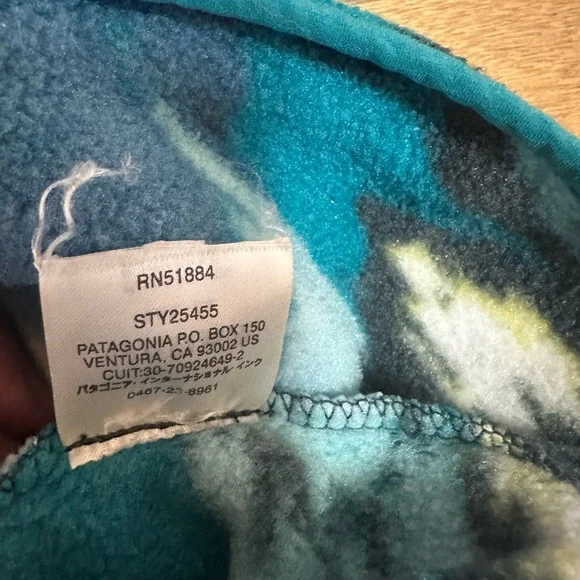 RN51884
STY25455
PATAGONIA P.O. BOX 150
VENTURA, CA 93002 US
CUIT:30-70924649-2
パタゴニア・インターナショナル インク
0467-23-8961